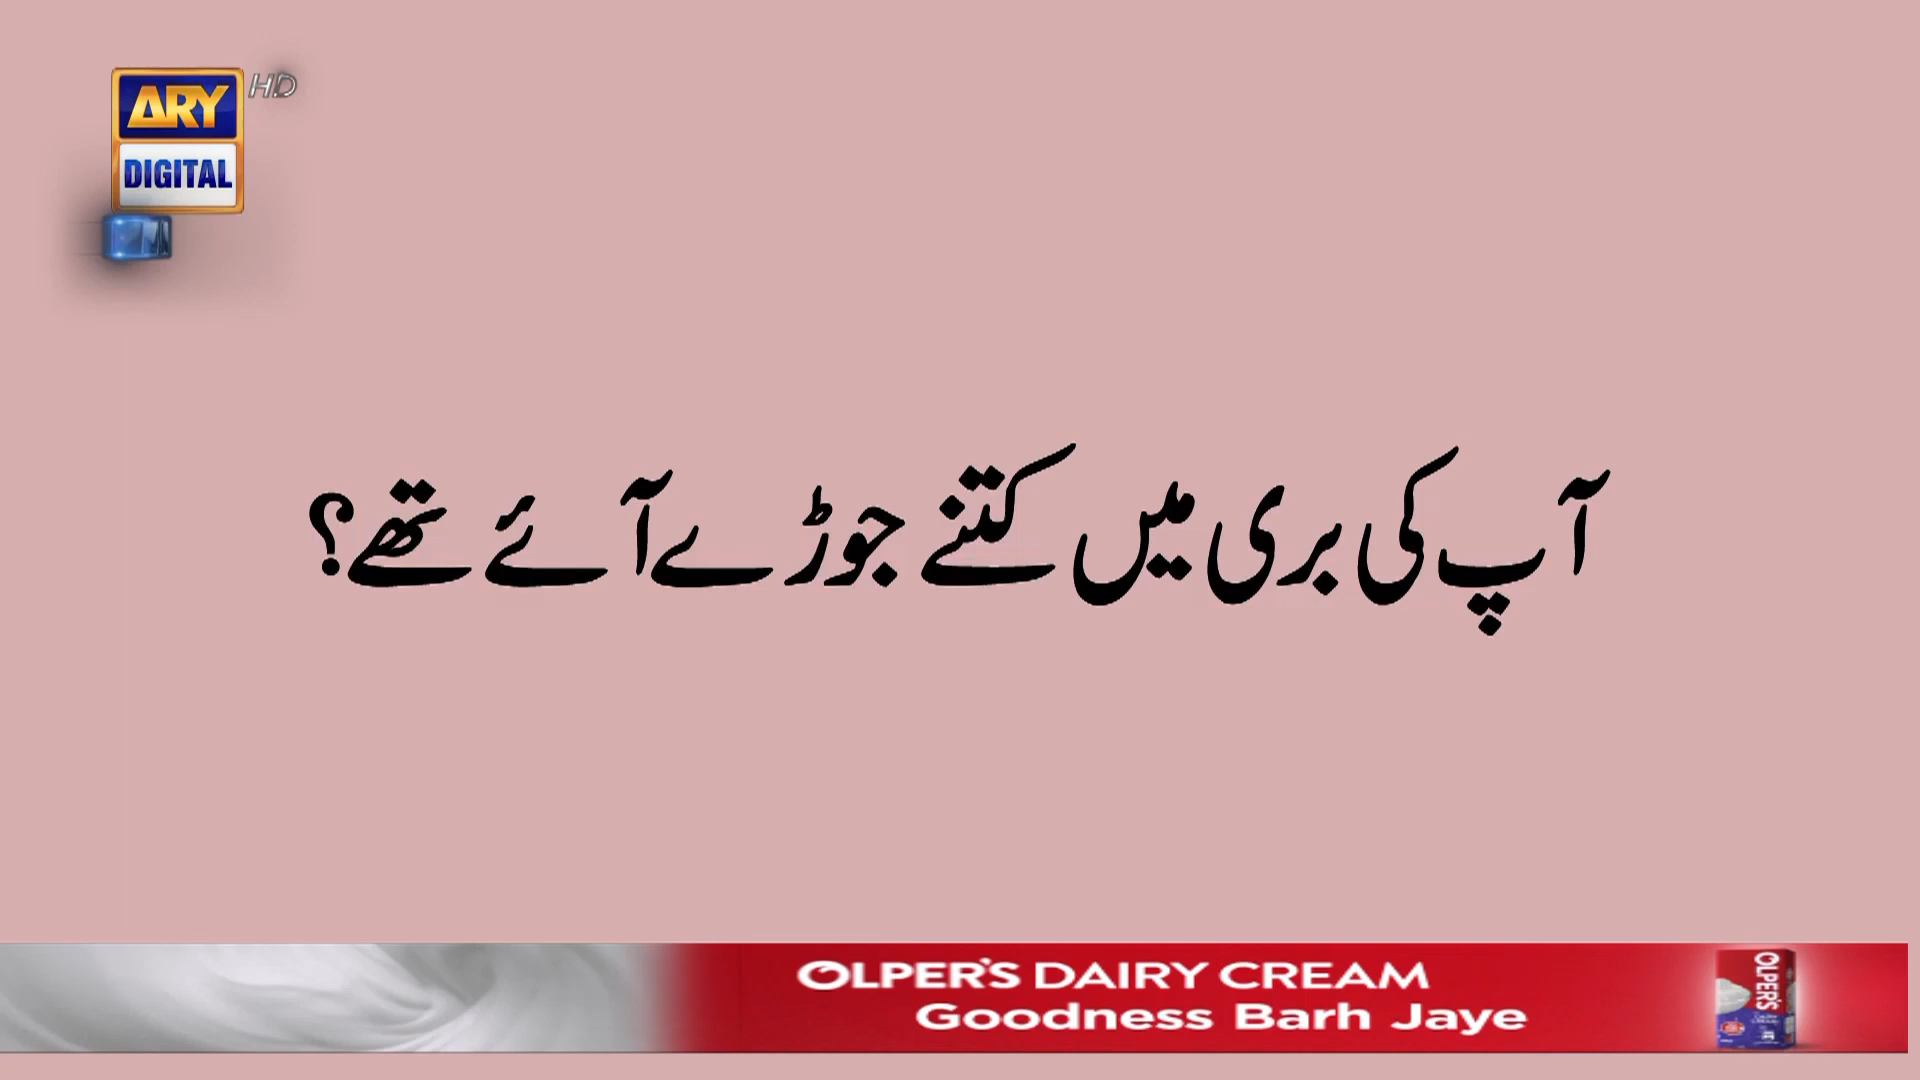 ARY
DIGITAL
HD
آپ کی بری میں کتنے جوڑے آئے تھے؟
OLPER'S DAIRY CREAM
Goodness Barh Jaye
OLPER'S